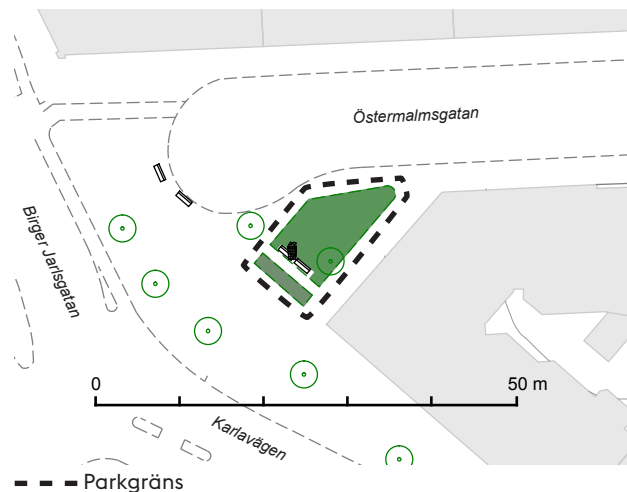 Östermalmsgatan
Birger Jarlsgatan
0 50 m
Karlavägen
Parkgräns